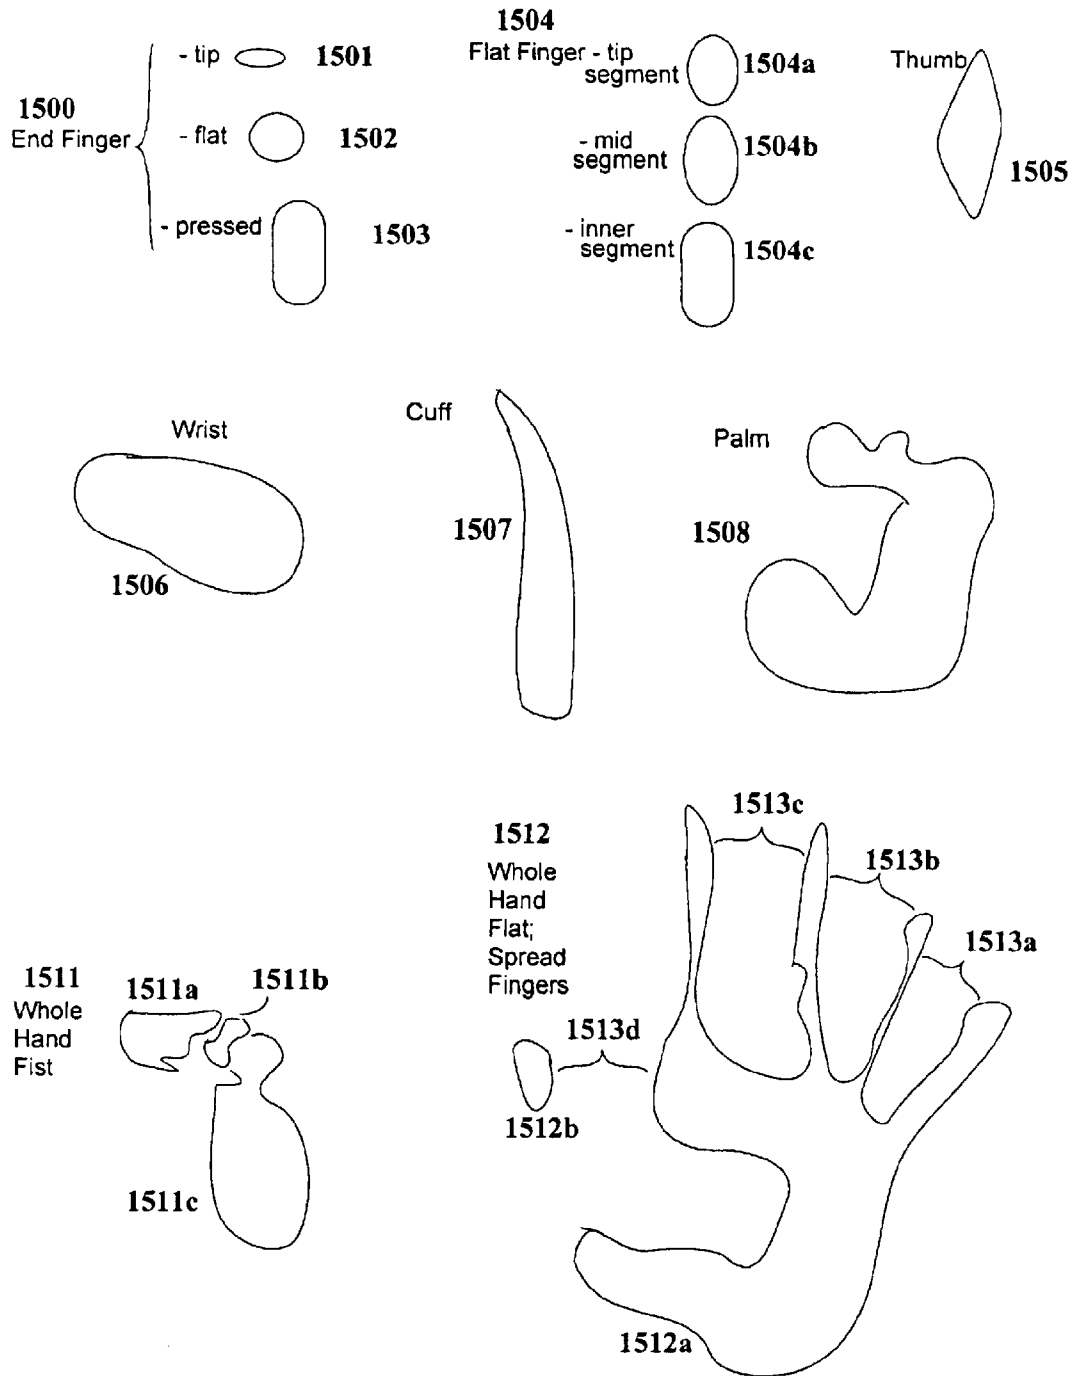 1500
End Finger
- tip 1501
- flat 1502
- pressed 1503
1504
Flat Finger - tip
segment 1504a
- mid
segment 1504b
- inner
segment 1504c
Thumb
1505
Wrist
1506
Cuff
1507
Palm
1508
1511
Whole
Hand
Fist
1511a
1511b
1511c
1512
Whole
Hand
Flat;
Spread
Fingers
1513c
1513b
1513a
1513d
1512b
1512a